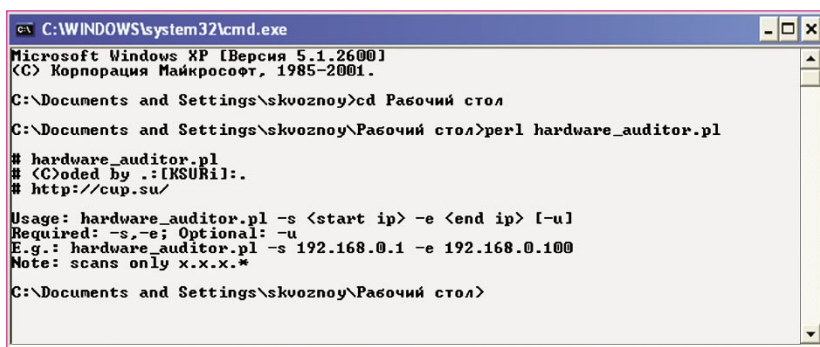 C:\WINDOWS\system32\cmd.exe
Microsoft Windows XP [Версия 5.1.2600]
(C) Корпорация Майкрософт, 1985-2001.
C:\Documents and Settings\skvoznoy>cd Рабочий стол
C:\Documents and Settings\skvoznoy\Рабочий стол>perl hardware_auditor.pl
# hardware_auditor.pl
# (C)oded by .:[KSURi]:.
# http://cup.su/
Usage: hardware_auditor.pl -s <start ip> -e <end ip> [-u]
Required: -s,-e; Optional: -u
E.g.: hardware_auditor.pl -s 192.168.0.1 -e 192.168.0.100
Note: scans only x.x.x.*
C:\Documents and Settings\skvoznoy\Рабочий стол>